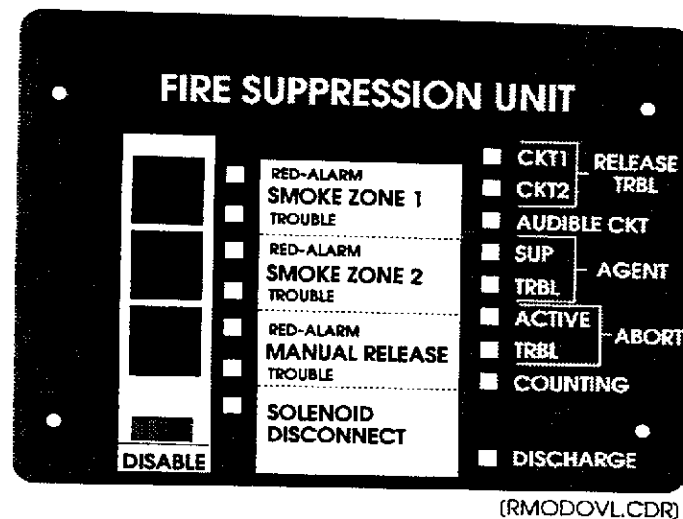 FIRE SUPPRESSION UNIT
RED-ALARM
SMOKE ZONE 1
TROUBLE
RED-ALARM
SMOKE ZONE 2
TROUBLE
RED-ALARM
MANUAL RELEASE
TROUBLE
SOLENOID
DISCONNECT
DISABLE
CKT1
CKT2
RELEASE
TRBL
AUDIBLE CKT
SUP
TRBL
AGENT
ACTIVE
TRBL
ABORT
COUNTING
DISCHARGE
(RMODOVL.CDR)